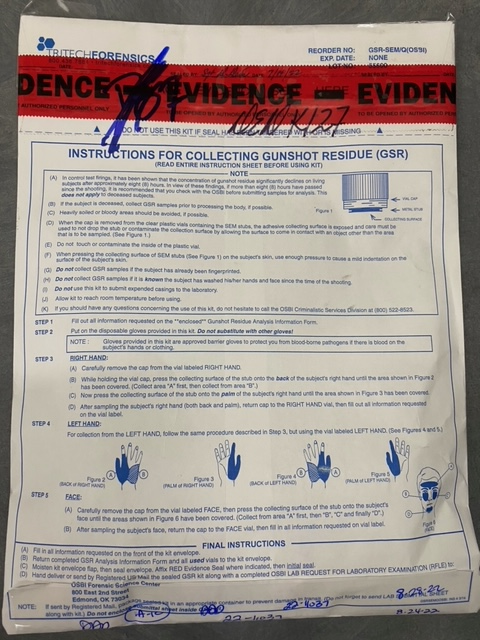 TRITECHFORENSICS
REORDER NO: GSR-SEM/Q(OSBI)
EXP. DATE: NONE
LOT NO:
DENCE EVIDENCE OSBI EVIDEN
AUTHORIZED PERSONNEL ONLY
TO BE OPENED BY AUTHORIZED
DO NOT USE THIS KIT IF SEAL HAS OR IS MISSING
INSTRUCTIONS FOR COLLECTING GUNSHOT RESIDUE (GSR)
(READ ENTIRE INSTRUCTION SHEET BEFORE USING KIT)
NOTE
(A) In control test firings, it has been shown that the concentration of gunshot residue significantly declines on living
subjects after approximately eight (8) hours. In view of these findings, if more than eight (8) hours have passed
since the shooting, it is recommended that you check with the OSBI before submitting samples for analysis. This
does not apply to deceased subjects.
(B) If the subject is deceased, collect GSR samples prior to processing the body, if possible.
(C) Heavily soiled or bloody areas should be avoided, if possible.
Figure 1
VIAL CAP
METAL STUB
COLLECTING SURFACE
(D) When the cap is removed from the clear plastic vials containing the SEM stubs, the adhesive collecting surface is exposed and care must be
used to not drop the stub or contaminate the collection surface by allowing the surface to come in contact with an object other than the area
that is to be sampled. (See Figure 1.)
(E) Do not touch or contaminate the inside of the plastic vial.
(F) When pressing the collecting surface of SEM stubs (See Figure 1) on the subject's skin, use enough pressure to cause a mild indentation on the
surface of the subject's skin.
(G) Do not collect GSR samples if the subject has already been fingerprinted.
(H) Do not collect GSR samples if it is known the subject has washed his/her hands and face since the time of the shooting.
(I) Do not use this kit to submit expended casings to the laboratory.
(J) Allow kit to reach room temperature before using.
(K) If you should have any questions concerning the use of this kit, do not hesitate to call the OSBI Criminalistic Services Division at (800) 522-8523.
STEP 1 Fill out all information requested on the "enclosed" Gunshot Residue Analysis Information Form.
STEP 2 Put on the disposable gloves provided in this kit. Do not substitute with other gloves!
NOTE : Gloves provided in this kit are approved barrier gloves to protect you from blood-borne pathogens if there is blood on the
subject's hands or clothing.
STEP 3 RIGHT HAND:
(A) Carefully remove the cap from the vial labeled RIGHT HAND.
(B) While holding the vial cap, press the collecting surface of the stub onto the back of the subject's right hand until the area shown in Figure 2
has been covered. (Collect area "A" first, then collect from area "B".)
(C) Now press the collecting surface of the stub onto the palm of the subject's right hand until the area shown in Figure 3 has been covered.
(D) After sampling the subject's right hand (both back and palm), return cap to the RIGHT HAND vial, then fill out all information requested
on the vial label.
STEP 4 LEFT HAND:
For collection from the LEFT HAND, follow the same procedure described in Step 3, but using the vial labeled LEFT HAND, (See Figures 4 and 5.)
A
B
Figure 2
(BACK OF RIGHT HAND)
Figure 3
(PALM OF RIGHT HAND)
Figure 4
(BACK OF LEFT HAND)
B
A
Figure 5
(PALM OF LEFT HAND)
STEP 5 FACE:
(A) Carefully remove the cap from the vial labeled FACE, then press the collecting surface of the stub onto the subject's
face until the areas shown in Figure 6 have been covered. (Collect from area "A" first, then "B", "C" and finally "D".)
(B) After sampling the subject's face, return the cap to the FACE vial, then fill in all information requested on vial label.
FINAL INSTRUCTIONS
(A) Fill in all information requested on the front of the kit envelope.
(B) Return completed GSR Analysis Information Form and all used vials to the kit envelope.
(C) Moisten kit envelope flap, then seal envelope. Affix RED Evidence Seal where indicated, then initial seal.
(D) Hand deliver or send by Registered US Mail the sealed GSR kit along with a completed OSBI LAB REQUEST FOR LABORATORY EXAMINATION (RFLE) to:
OSBI Forensic Science Center
800 East 2nd Street
Edmond, OK 73034
NOTE: If sent by Registered Mail, in an appropriate container to prevent damage in transit.
along with kit.) Do not submit sheet inside
22-4037
22-4037
8-24-22